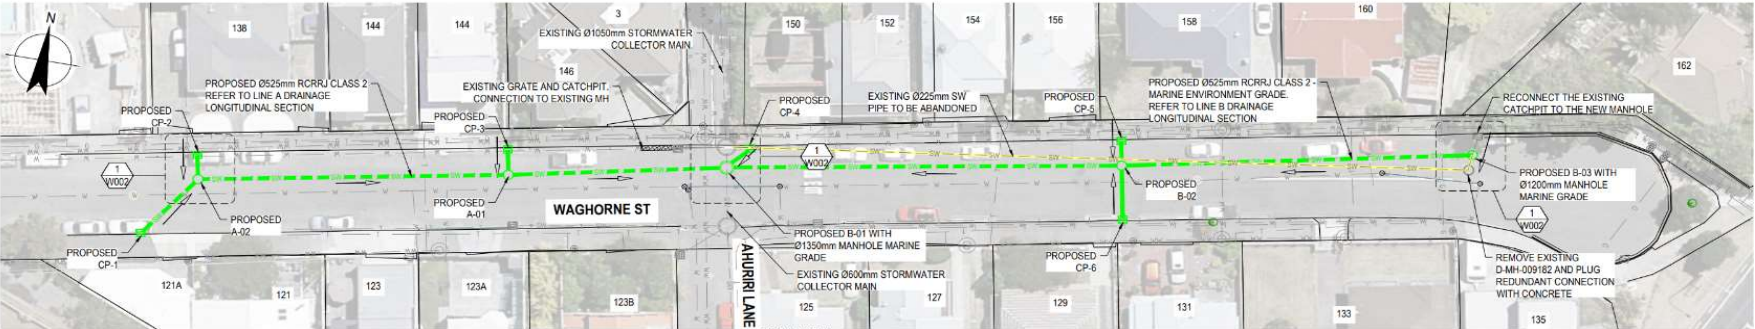 N
138
144
144
3
150
152
154
156
158
160
162
146
EXISTING Ø1050mm STORMWATER
COLLECTOR MAIN
PROPOSED Ø525mm RCRRJ CLASS 2
REFER TO LINE A DRAINAGE
LONGITUDINAL SECTION
EXISTING GRATE AND CATCHPIT.
CONNECTION TO EXISTING MH
PROPOSED
CP-2
PROPOSED
CP-3
PROPOSED
CP-4
EXISTING Ø225mm SW
PIPE TO BE ABANDONED
PROPOSED
CP-5
PROPOSED Ø525mm RCRRJ CLASS 2 -
MARINE ENVIRONMENT GRADE.
REFER TO LINE B DRAINAGE
LONGITUDINAL SECTION
RECONNECT THE EXISTING
CATCHPIT TO THE NEW MANHOLE
1
W002
1
W002
1
W002
PROPOSED
A-02
PROPOSED
A-01
WAGHORNE ST
PROPOSED
B-02
PROPOSED B-03 WITH
Ø1200mm MANHOLE
MARINE GRADE
PROPOSED
CP-1
PROPOSED B-01 WITH
Ø1350mm MANHOLE MARINE
GRADE
EXISTING Ø600mm STORMWATER
COLLECTOR MAIN
AHURIRI LANE
PROPOSED
CP-6
REMOVE EXISTING
D-MH-009182 AND PLUG
REDUNDANT CONNECTION
WITH CONCRETE
121A
121
123
123A
123B
125
127
129
131
133
135